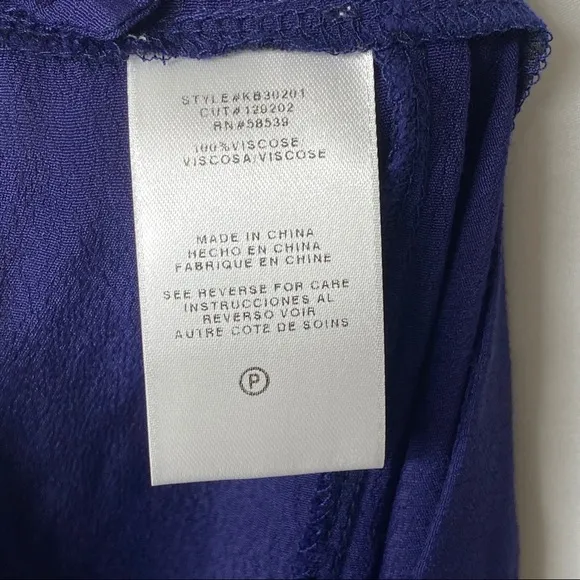 STYLE#KB30201
CUT#129202
RN#58539
100%VISCOSE
VISCOSA/VISCOSE
MADE IN CHINA
HECHO EN CHINA
FABRIQUE EN CHINE
SEE REVERSE FOR CARE
INSTRUCCIONES AL
REVERSO VOIR
AUTRE COTE DE SOINS
P